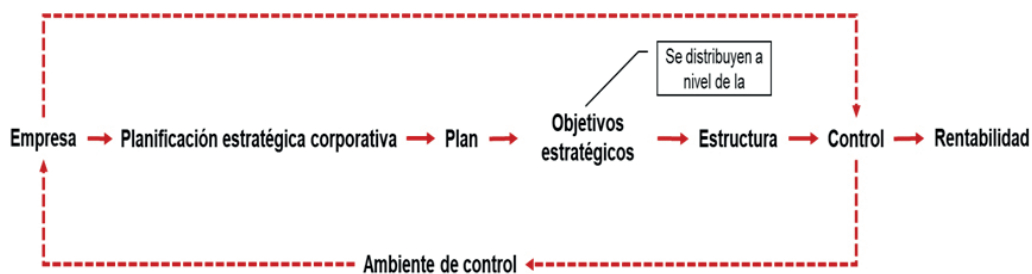 Se distribuyen a
nivel de la
Empresa
Planificación estratégica corporativa
Plan
Objetivos
estratégicos
Estructura
Control
Rentabilidad
Ambiente de control